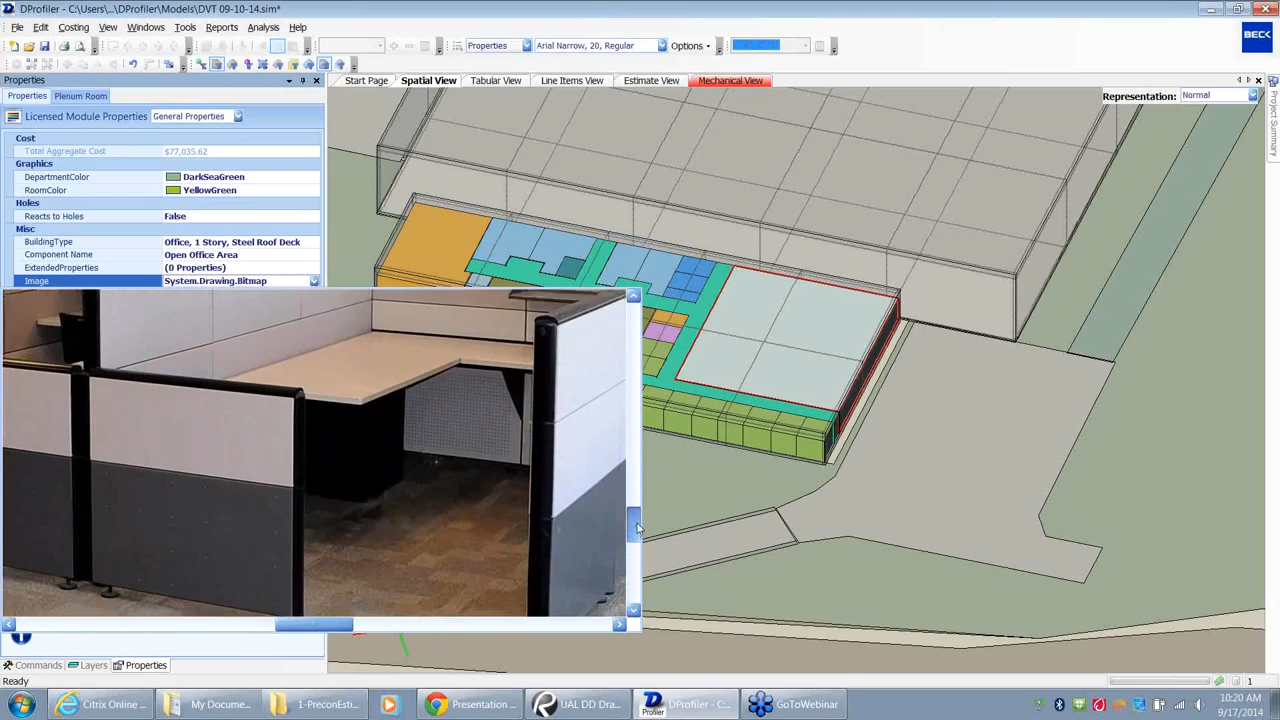 DProfiler - C:\Users\...\DProfiler\Models\DVT 09-10-14.sim*
File Edit Costing View Windows Tools Reports Analysis Help
Properties Arial Narrow, 20, Regular Options
BECK
Properties
Start Page Spatial View Tabular View Line Items View Estimate View Mechanical View
Properties Plenum Room
Representation: Normal
Licensed Module Properties General Properties
Project Summary
Cost
Total Aggregate Cost $77,035.62
Graphics
DepartmentColor DarkSeaGreen
RoomColor YellowGreen
Holes
Reacts to Holes False
Misc
BuildingType Office, 1 Story, Steel Roof Deck
Component Name Open Office Area
ExtendedProperties (0 Properties)
Image System.Drawing.Bitmap
Commands Layers Properties
Ready 1
Citrix Online ... My Docume... 1-PreconEsti... Presentation ... UAL DD Dra... DProfiler - C:... GoToWebinar
Profiler
10:20 AM
9/17/2014